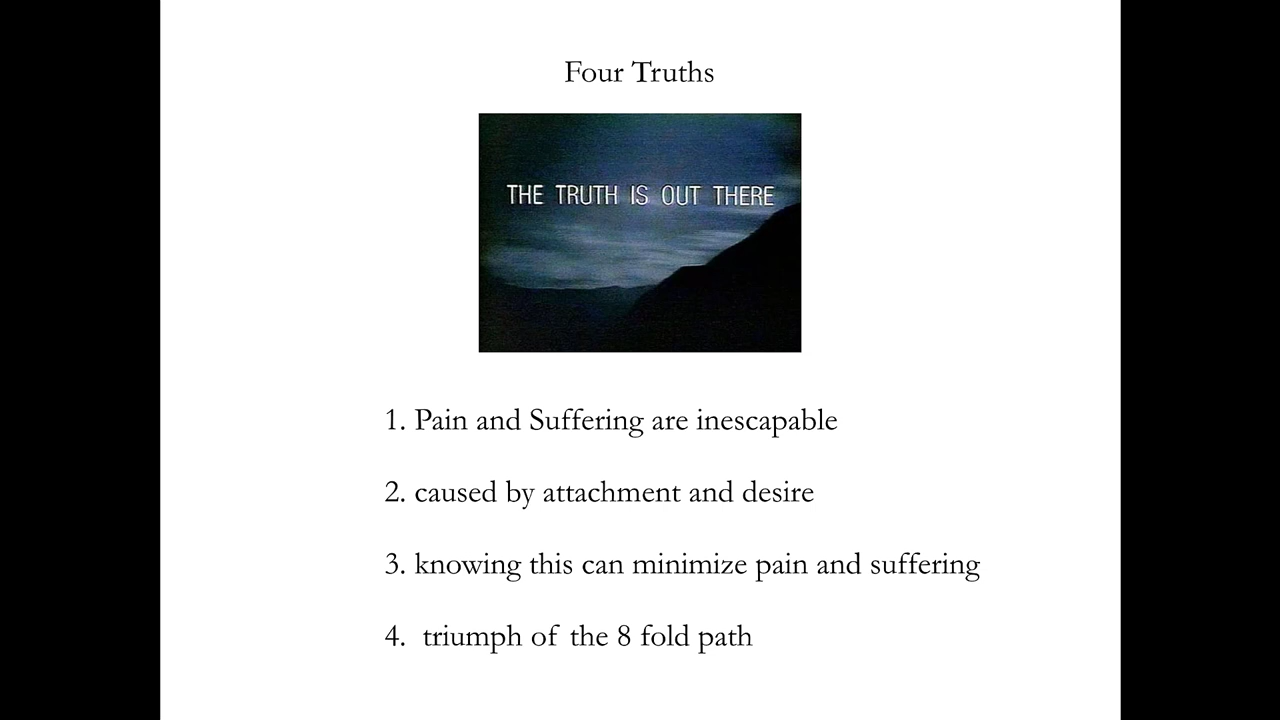 Four Truths
THE TRUTH IS OUT THERE
1. Pain and Suffering are inescapable
2. caused by attachment and desire
3. knowing this can minimize pain and suffering
4. triumph of the 8 fold path